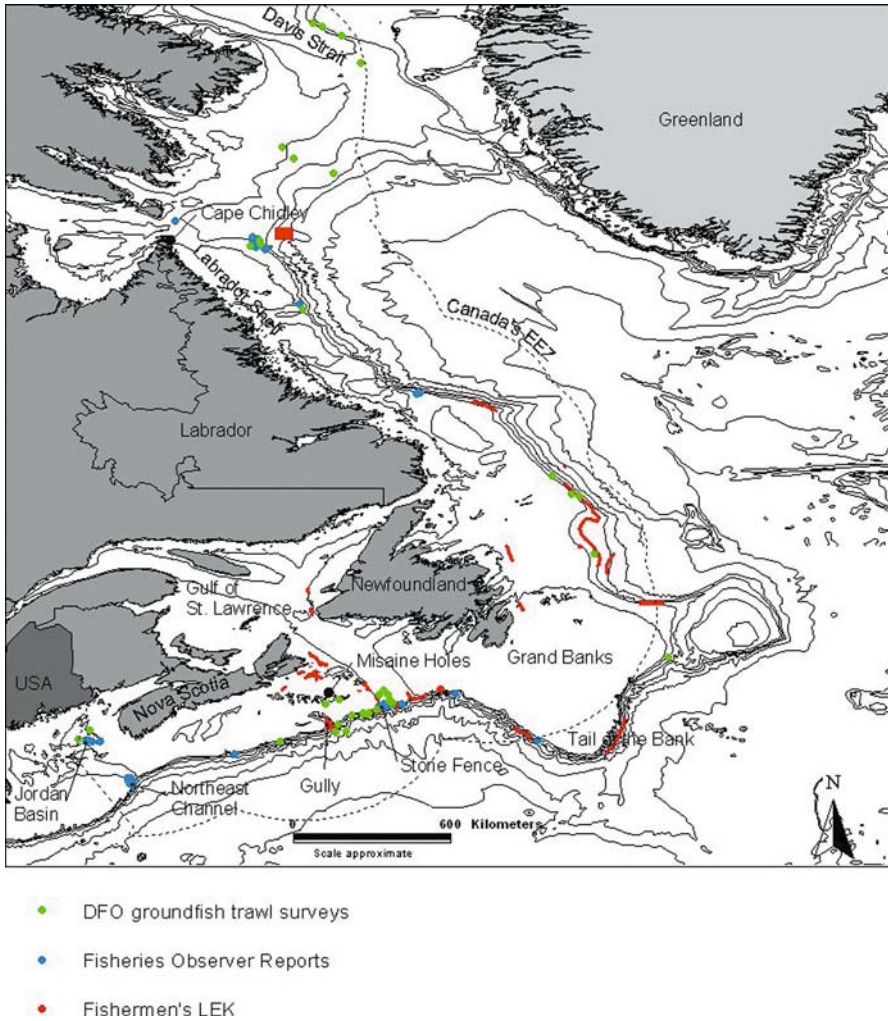 Davis Strait
Greenland
Cape Chidley
Labrador Shelf
Canada's EEZ
Labrador
Gulf of
St. Lawrence
Newfoundland
Misaine Holes
Grand Banks
USA
Nova Scotia
Tail of the Bank
Stone Fence
Gully
Jordan
Basin
Northeast
Channel
N
0 600 Kilometers
Scale approximate
DFO groundfish trawl surveys
Fisheries Observer Reports
Fishermen's LEK